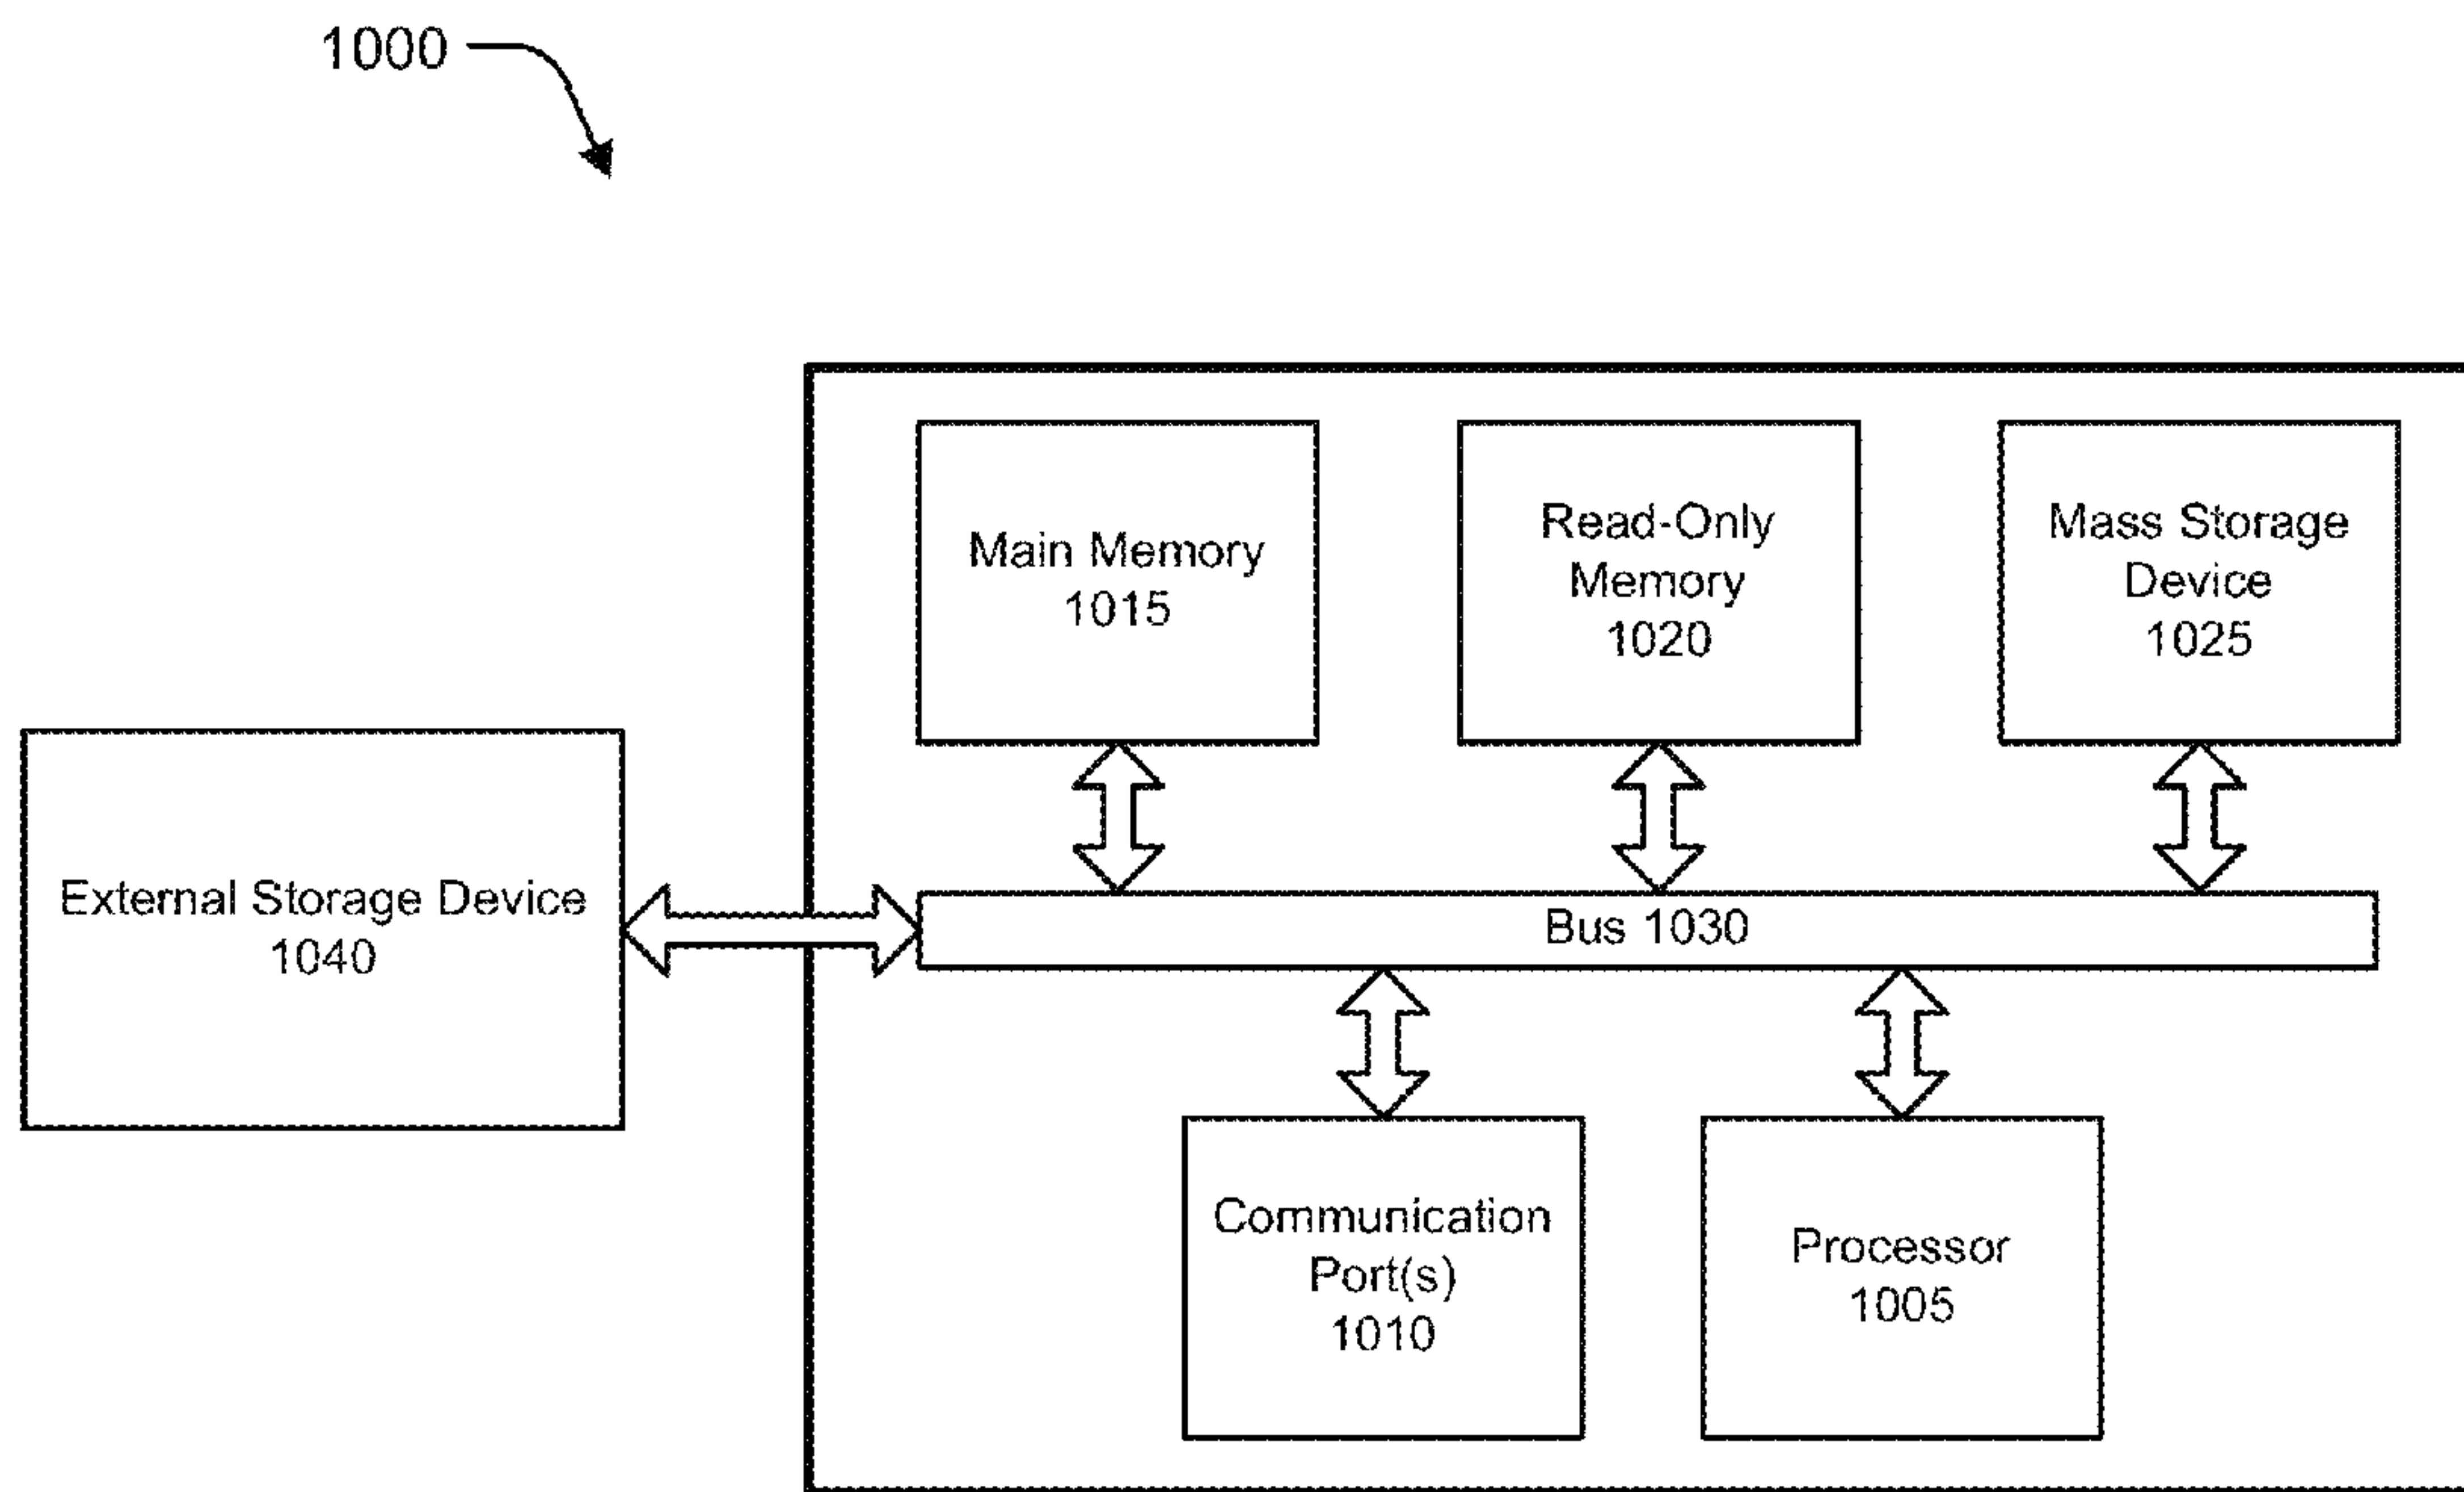 1000
Main Memory
1015
Read-Only
Memory
1020
Mass Storage
Device
1025
External Storage Device
1040
Bus 1030
Communication
Port(s)
1010
Processor
1005